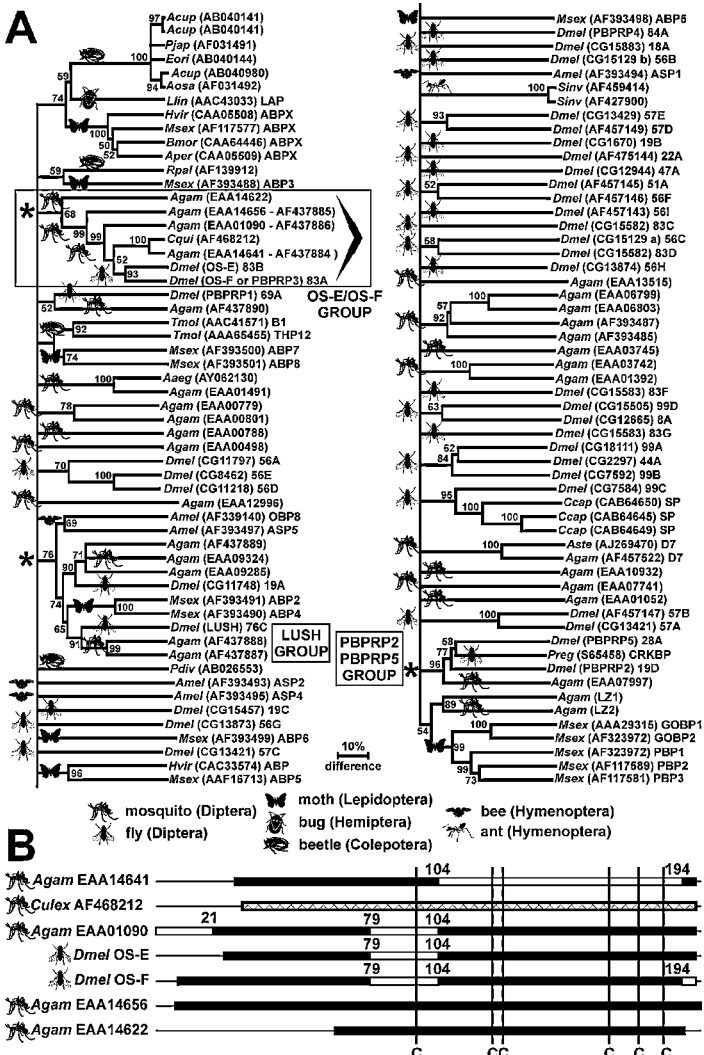 A
97
Acup (AB040141)
Acup (AB040141)
Pjap (AF031491)
100
Eori (AB040144)
59
Acup (AB040980)
94
Aosa (AF031492)
74
Llin (AAC43033) LAP
Hvir (CAA05508) ABPX
100
Msex (AF117577) ABPX
50
Bmor (CAA64446) ABPX
52
Aper (CAA05509) ABPX
59
Rpal (AF139912)
Msex (AF393488) ABP3
*
Agam (EAA14622)
68
Agam (EAA14656 - AF437885)
99
Agam (EAA01090 - AF437786)
99
100
Cqui (AF468212)
Agam (EAA14641 - AF437884)
52
Dmel (OS-E) 83B
93
Dmel (OS-F or PBPRP3) 83A
OS-E/OS-F
GROUP
Dmel (PBPRP1) 69A
52
Agam (AF437890)
92
Tmol (AAC41571) B1
Tmol (AAA65455) THP12
Msex (AF393500) ABP7
74
Msex (AF393501) ABP8
100
Aaeg (AY062130)
Agam (EAA01491)
78
Agam (EAA00779)
Agam (EAA00801)
Agam (EAA00788)
Agam (EAA00498)
70
Dmel (CG11797) 56A
100
Dmel (CG8462) 56E
Dmel (CG11218) 56D
Agam (EAA12996)
Amel (AF339140) OBP8
69
Amel (AF393497) ASP5
*
76
Agam (AF437889)
71
Agam (EAA09324)
90
Agam (EAA09285)
Dmel (CG11748) 19A
74
100
Msex (AF393491) ABP2
Msex (AF393490) ABP4
65
Dmel (LUSH) 76C
91
Agam (AF437888)
99
Agam (AF437887)
LUSH
GROUP
Pdiv (AB026553)
Amel (AF393493) ASP2
Amel (AF393495) ASP4
Dmel (CG15457) 19C
Dmel (CG13873) 56G
Msex (AF393499) ABP6
Dmel (CG13421) 57C
Hvir (CAC33574) ABP
96
Msex (AAF16713) ABP5
10%
difference
Msex (AF393498) ABP5
Dmel (PBPRP4) 84A
Dmel (CG15883) 18A
Dmel (CG15129 b) 56B
Amel (AF393494) ASP1
100
Sinv (AF459414)
Sinv (AF427900)
93
Dmel (CG13429) 57E
Dmel (AF457149) 57D
Dmel (CG1670) 19B
Dmel (AF475144) 22A
Dmel (CG12944) 47A
52
Dmel (AF457145) 51A
Dmel (AF457146) 56F
Dmel (AF457143) 56I
Dmel (CG15582) 83C
58
Dmel (CG15129 a) 56C
Dmel (CG15582) 83D
Dmel (CG13874) 56H
Agam (EAA13515)
100
Agam (EAA06799)
57
Agam (EAA06803)
92
Agam (AF393487)
Agam (AF393485)
Agam (EAA03745)
100
Agam (EAA03742)
Agam (EAA01392)
Dmel (CG15583) 83F
63
Dmel (CG15505) 99D
Dmel (CG12665) 8A
Dmel (CG15583) 83G
62
Dmel (CG18111) 99A
84
Dmel (CG2297) 44A
Dmel (CG7592) 99B
Dmel (CG7584) 99C
95
Ccap (CAB64650) SP
100
Ccap (CAB64645) SP
100
Ccap (CAB64649) SP
100
Aste (AJ269470) D7
Agam (AF457522) D7
Agam (EAA10932)
Agam (EAA07741)
Agam (EAA01052)
100
Dmel (AF457147) 57B
Dmel (CG13421) 57A
PBPRP2
PBPRP5
GROUP
*
58
Dmel (PBPRP5) 28A
77
Preg (S65458) CRKBP
96
Dmel (PBPRP2) 19D
Agam (EAA07997)
89
Agam (LZ1)
Agam (LZ2)
54
100
Msex (AAA29315) GOBP1
Msex (AF323972) GOBP2
99
Msex (AF323972) PBP1
99
Msex (AF117589) PBP2
73
Msex (AF117581) PBP3
mosquito (Diptera)
fly (Diptera)
moth (Lepidoptera)
bug (Hemiptera)
beetle (Colepotera)
bee (Hymenoptera)
ant (Hymenoptera)
B
104 194
Agam EAA14641
Culex AF468212
21 79 104
Agam EAA01090
79 104
Dmel OS-E
79 104 194
Dmel OS-F
Agam EAA14656
Agam EAA14622
C C C C C C